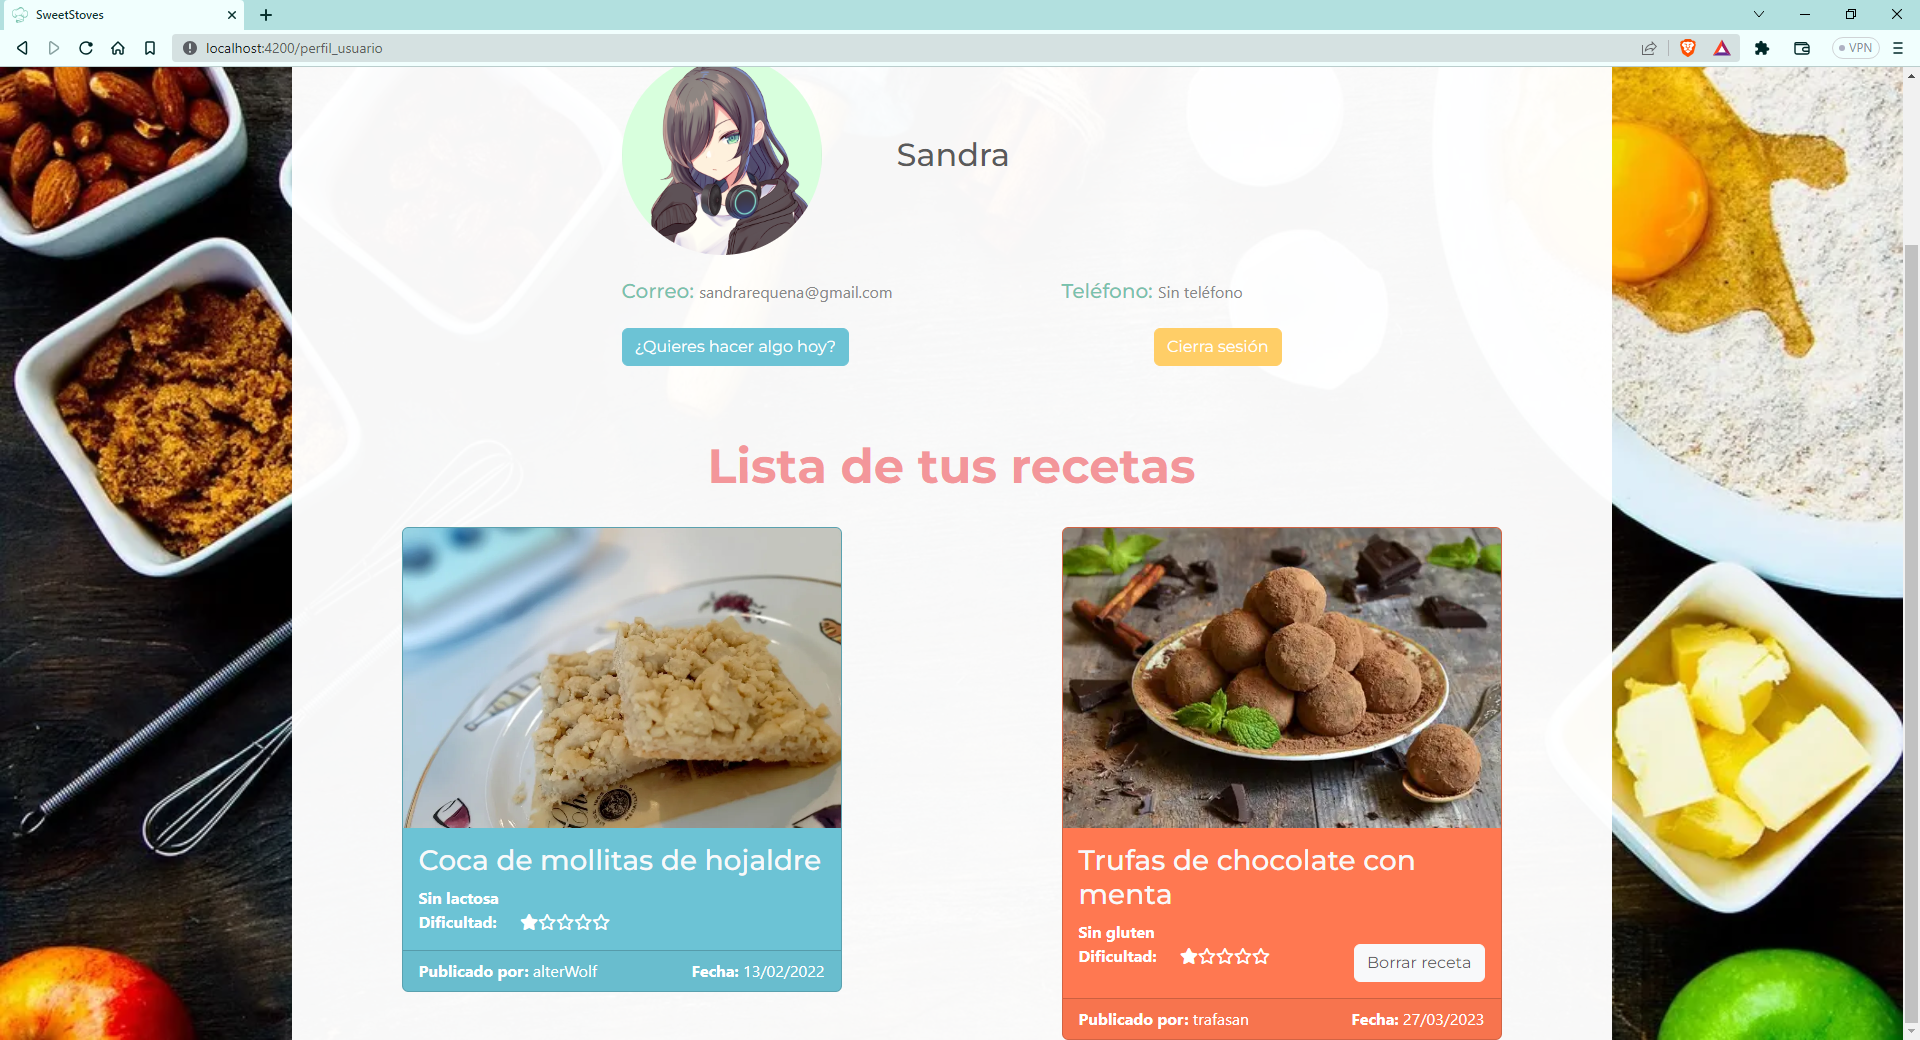 SweetStoves
localhost:4200/perfil_usuario
VPN
Sandra
Correo: sandrarequena@gmail.com
Teléfono: Sin teléfono
¿Quieres hacer algo hoy?
Cierra sesión
Lista de tus recetas
Coca de mollitas de hojaldre
Sin lactosa
Dificultad:
Publicado por: alterWolf
Fecha: 13/02/2022
Trufas de chocolate con
menta
Sin gluten
Dificultad:
Borrar receta
Publicado por: trafasan
Fecha: 27/03/2023